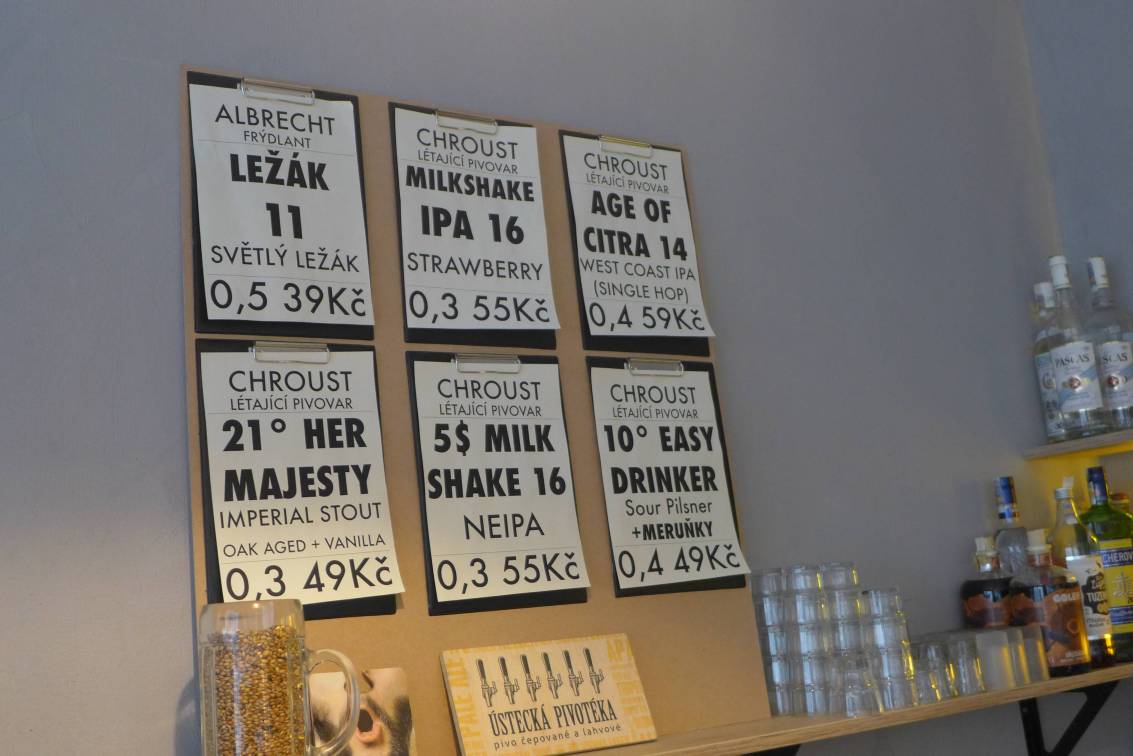 ALBRECHT
FRÝDLANT
LEŽÁK
11
SVĚTLÝ LEŽÁK
0,5 39Kč
CHROUST
LÉTAJÍCÍ PIVOVAR
MILKSHAKE
IPA 16
STRAWBERRY
0,3 55Kč
CHROUST
LÉTAJÍCÍ PIVOVAR
AGE OF
CITRA 14
WEST COAST IPA
(SINGLE HOP)
0,4 59Kč
CHROUST
LÉTAJÍCÍ PIVOVAR
21° HER
MAJESTY
IMPERIAL STOUT
OAK AGED + VANILLA
0,3 49Kč
CHROUST
LÉTAJÍCÍ PIVOVAR
5$ MILK
SHAKE 16
NEIPA
0,3 55Kč
CHROUST
LÉTAJÍCÍ PIVOVAR
10° EASY
DRINKER
Sour Pilsner
+MERUŇKY
0,4 49Kč
PALE ALE
ÚSTECKÁ PIVOTÉKA
pivo čepované a lahvové